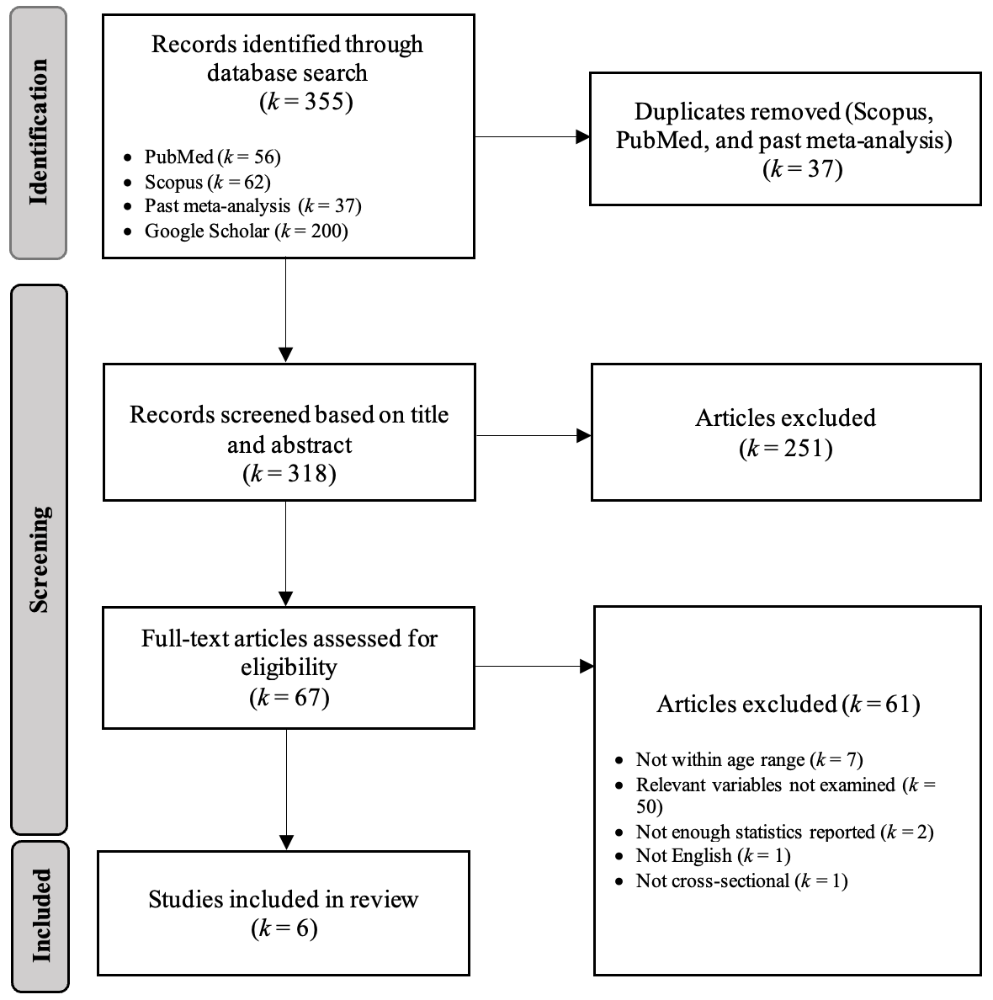 Identification
Records identified through
database search
(k = 355)
• PubMed (k = 56)
• Scopus (k = 62)
• Past meta-analysis (k = 37)
• Google Scholar (k = 200)
Duplicates removed (Scopus,
PubMed, and past meta-analysis)
(k = 37)
Screening
Records screened based on title
and abstract
(k = 318)
Articles excluded
(k = 251)
Full-text articles assessed for
eligibility
(k = 67)
Articles excluded (k = 61)
• Not within age range (k = 7)
• Relevant variables not examined (k =
50)
• Not enough statistics reported (k = 2)
• Not English (k = 1)
• Not cross-sectional (k = 1)
Included
Studies included in review
(k = 6)